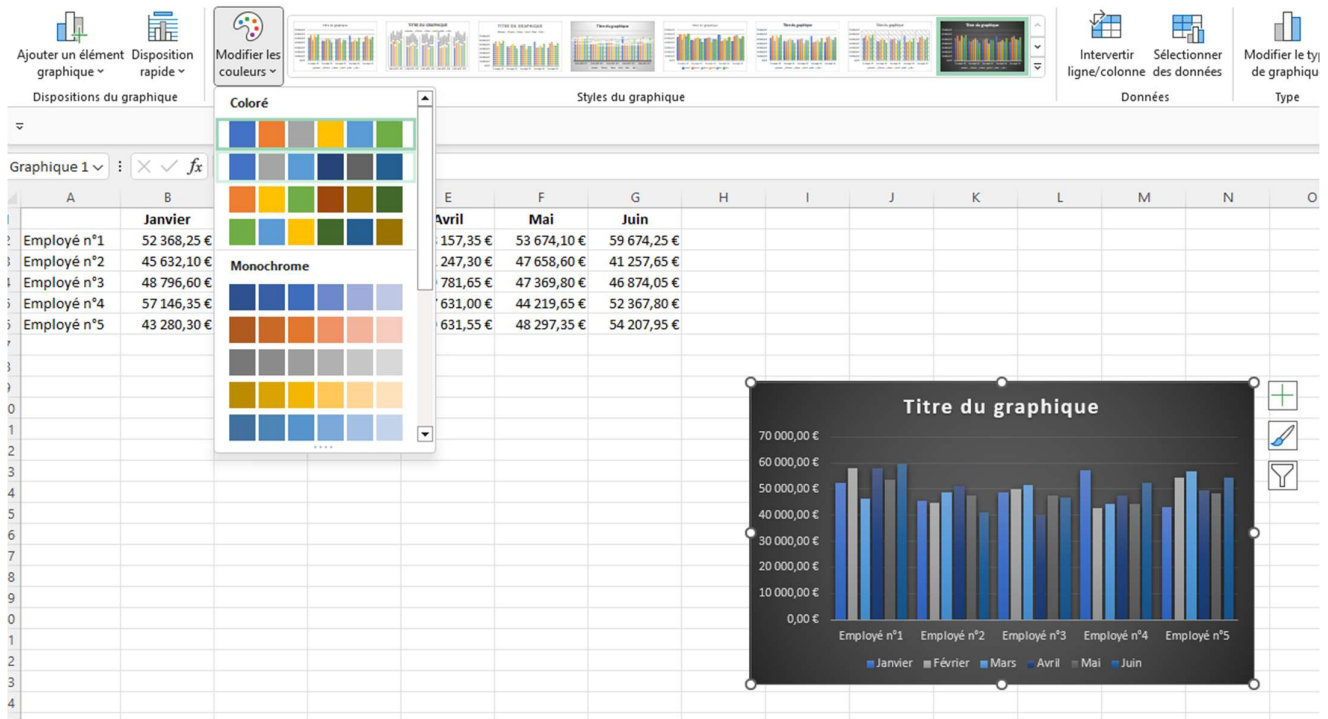 Ajouter un élément graphique
Disposition rapide
Modifier les couleurs
Intervertir ligne/colonne
Sélectionner des données
Modifier le typ
de graphiqu
Dispositions du graphique
Styles du graphique
Données
Type
Coloré
Monochrome
Graphique 1
fx
A B E F G H I J K L M N O
Janvier Avril Mai Juin
Employé n°1 52 368,25 € 157,35 € 53 674,10 € 59 674,25 €
Employé n°2 45 632,10 € 247,30 € 47 658,60 € 41 257,65 €
Employé n°3 48 796,60 € 781,65 € 47 369,80 € 46 874,05 €
Employé n°4 57 146,35 € 631,00 € 44 219,65 € 52 367,80 €
Employé n°5 43 280,30 € 631,55 € 48 297,35 € 54 207,95 €
Titre du graphique
70 000,00 €
60 000,00 €
50 000,00 €
40 000,00 €
30 000,00 €
20 000,00 €
10 000,00 €
0,00 €
Employé n°1 Employé n°2 Employé n°3 Employé n°4 Employé n°5
Janvier Février Mars Avril Mai Juin